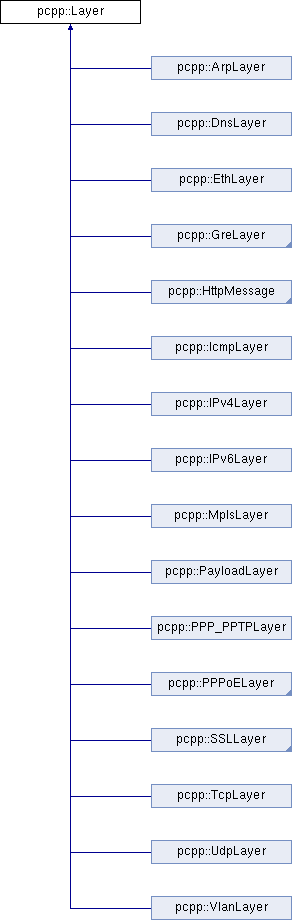 pcpp::Layer
pcpp::ArpLayer
pcpp::DnsLayer
pcpp::EthLayer
pcpp::GreLayer
pcpp::HttpMessage
pcpp::IcmpLayer
pcpp::IPv4Layer
pcpp::IPv6Layer
pcpp::MplsLayer
pcpp::PayloadLayer
pcpp::PPP_PPTPLayer
pcpp::PPPoELayer
pcpp::SSLLayer
pcpp::TcpLayer
pcpp::UdpLayer
pcpp::VlanLayer